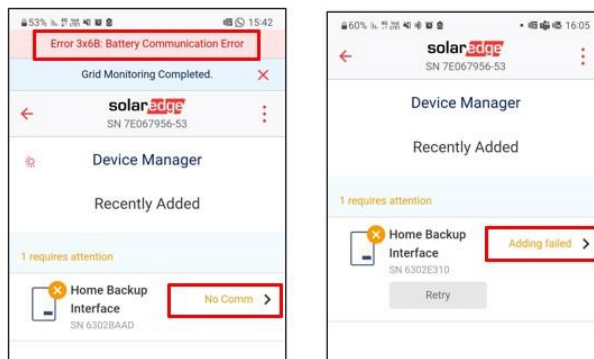 53%
15:42
Error 3x6B: Battery Communication Error
Grid Monitoring Completed.
solaredge
SN 7E067956-53
Device Manager
Recently Added
1 requires attention
Home Backup
Interface
No Comm
SN 6302BAAD
60%
16:05
solaredge
SN 7E067956-53
Device Manager
Recently Added
1 requires attention
Home Backup
Interface
Adding failed
SN 6302E310
Retry